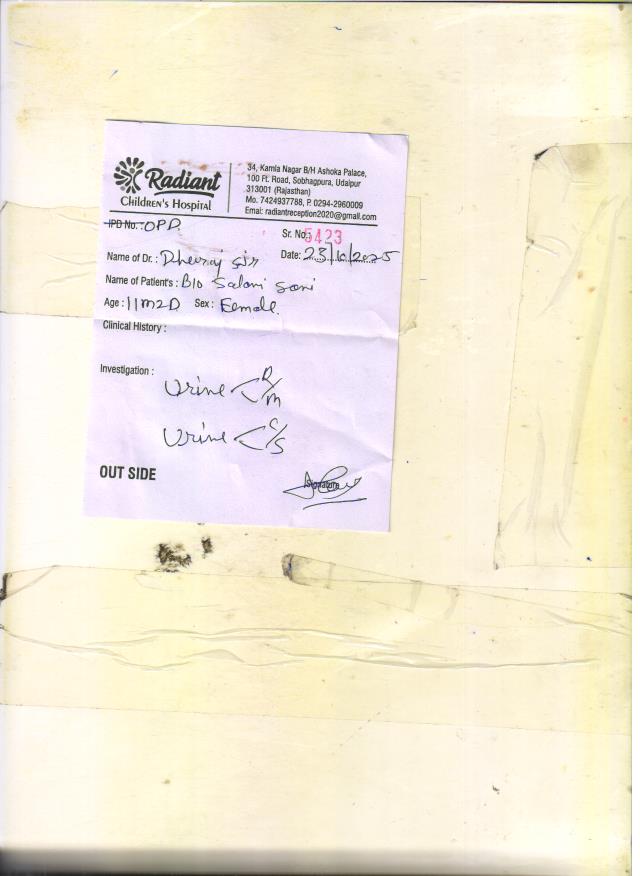 Radiant
Children's Hospital
34, Kamla Nagar B/H Ashoka Palace,
100 Ft. Road, Sobhagpura, Udaipur
313001 (Rajasthan)
Mo. 7424937788, P. 0294-2960009
Emai: radiantreception2020@gmail.com
IPD No.: OPD
Sr. No. 5423
Name of Dr.: Dheeraj sir Date: 23/10/2025
Name of Patient's: B/O Saloni Soni
Age: 11M2D Sex: Female
Clinical History :
Investigation :
Urine < R/M
Urine < C/S
OUT SIDE
Signature